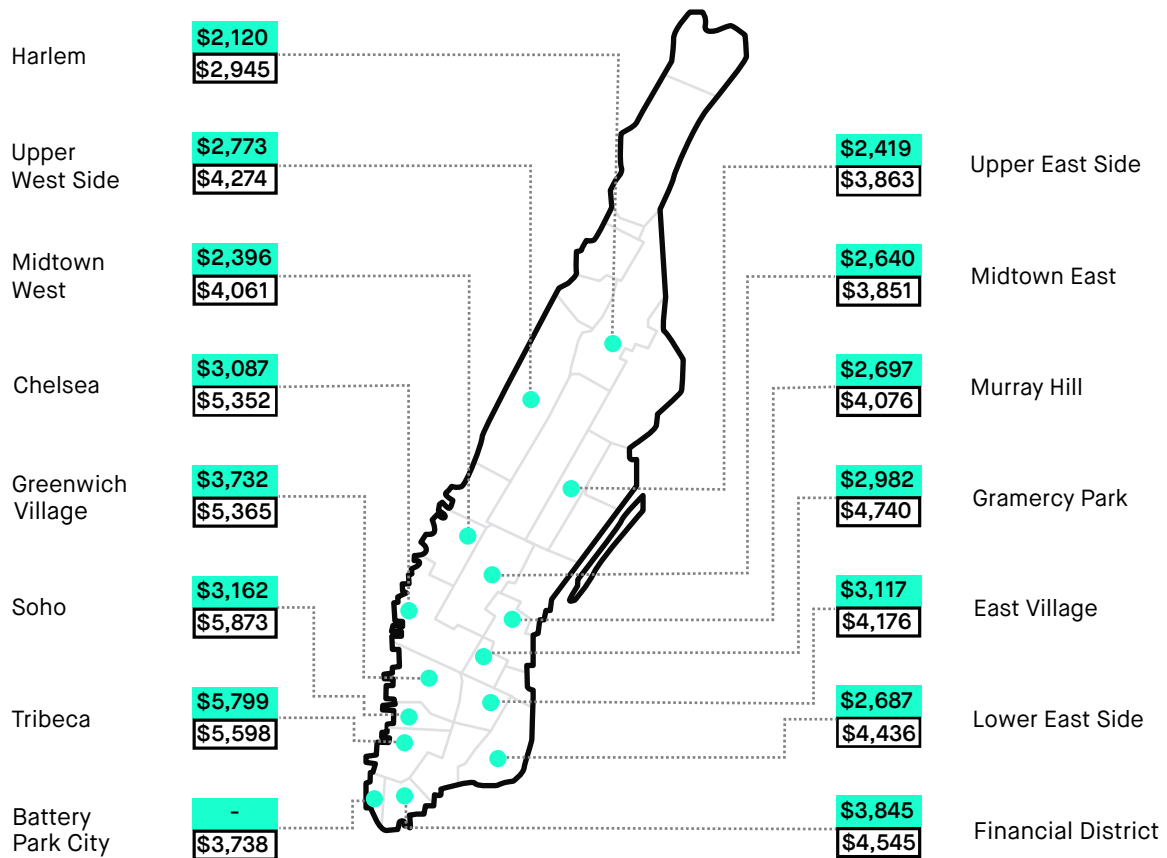 Harlem
$2,120
$2,945
Upper
West Side
$2,773
$4,274
Midtown
West
$2,396
$4,061
Chelsea
$3,087
$5,352
Greenwich
Village
$3,732
$5,365
Soho
$3,162
$5,873
Tribeca
$5,799
$5,598
Battery
Park City
-
$3,738
$2,419
$3,863
Upper East Side
$2,640
$3,851
Midtown East
$2,697
$4,076
Murray Hill
$2,982
$4,740
Gramercy Park
$3,117
$4,176
East Village
$2,687
$4,436
Lower East Side
$3,845
$4,545
Financial District